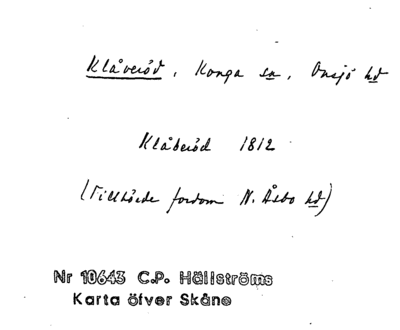 Klåveröd, Konga sn, Onsjö hd
Klåberöd 1812
(Tillhörde fordom N. Åsbo hd)
Nr 10643 C.P. Hällströms
Karta öfver Skåne